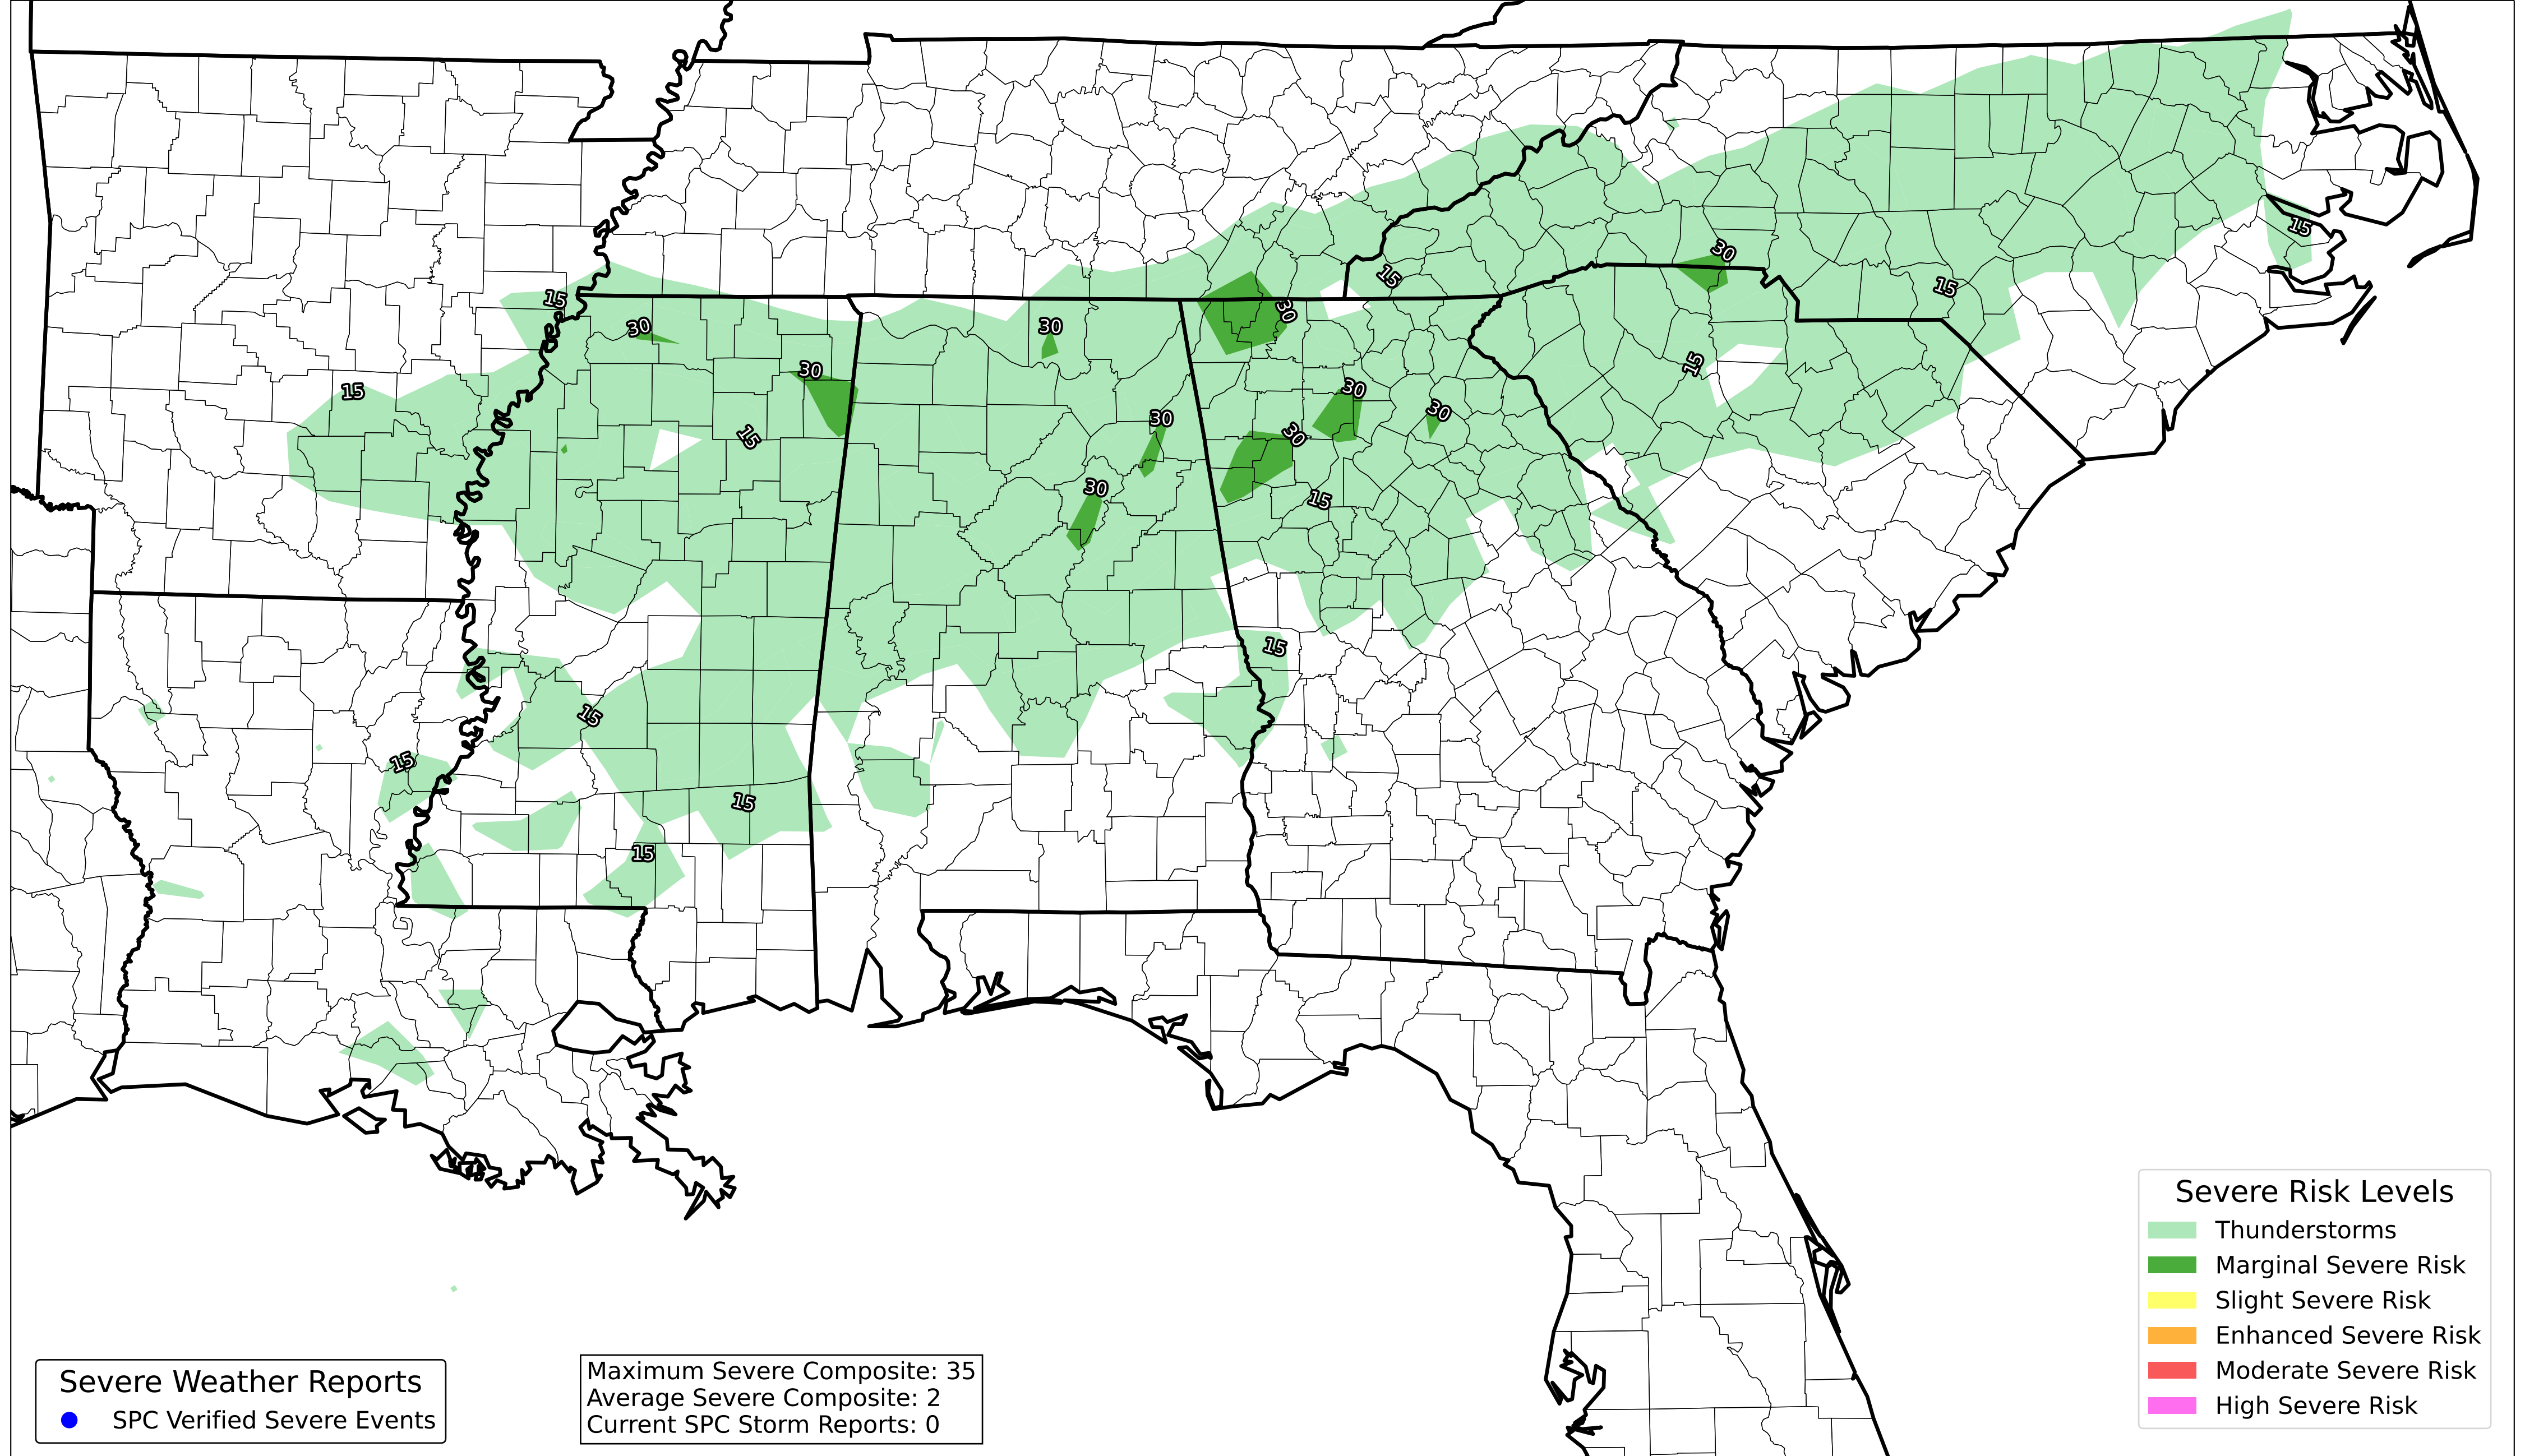 15
30
15
15
30
30
15
30
30
15
30
30
15
30
30
30
15
15
15
15
15
15
15
Severe Risk Levels
Thunderstorms
Marginal Severe Risk
Slight Severe Risk
Enhanced Severe Risk
Moderate Severe Risk
High Severe Risk
Severe Weather Reports
SPC Verified Severe Events
Maximum Severe Composite: 35
Average Severe Composite: 2
Current SPC Storm Reports: 0